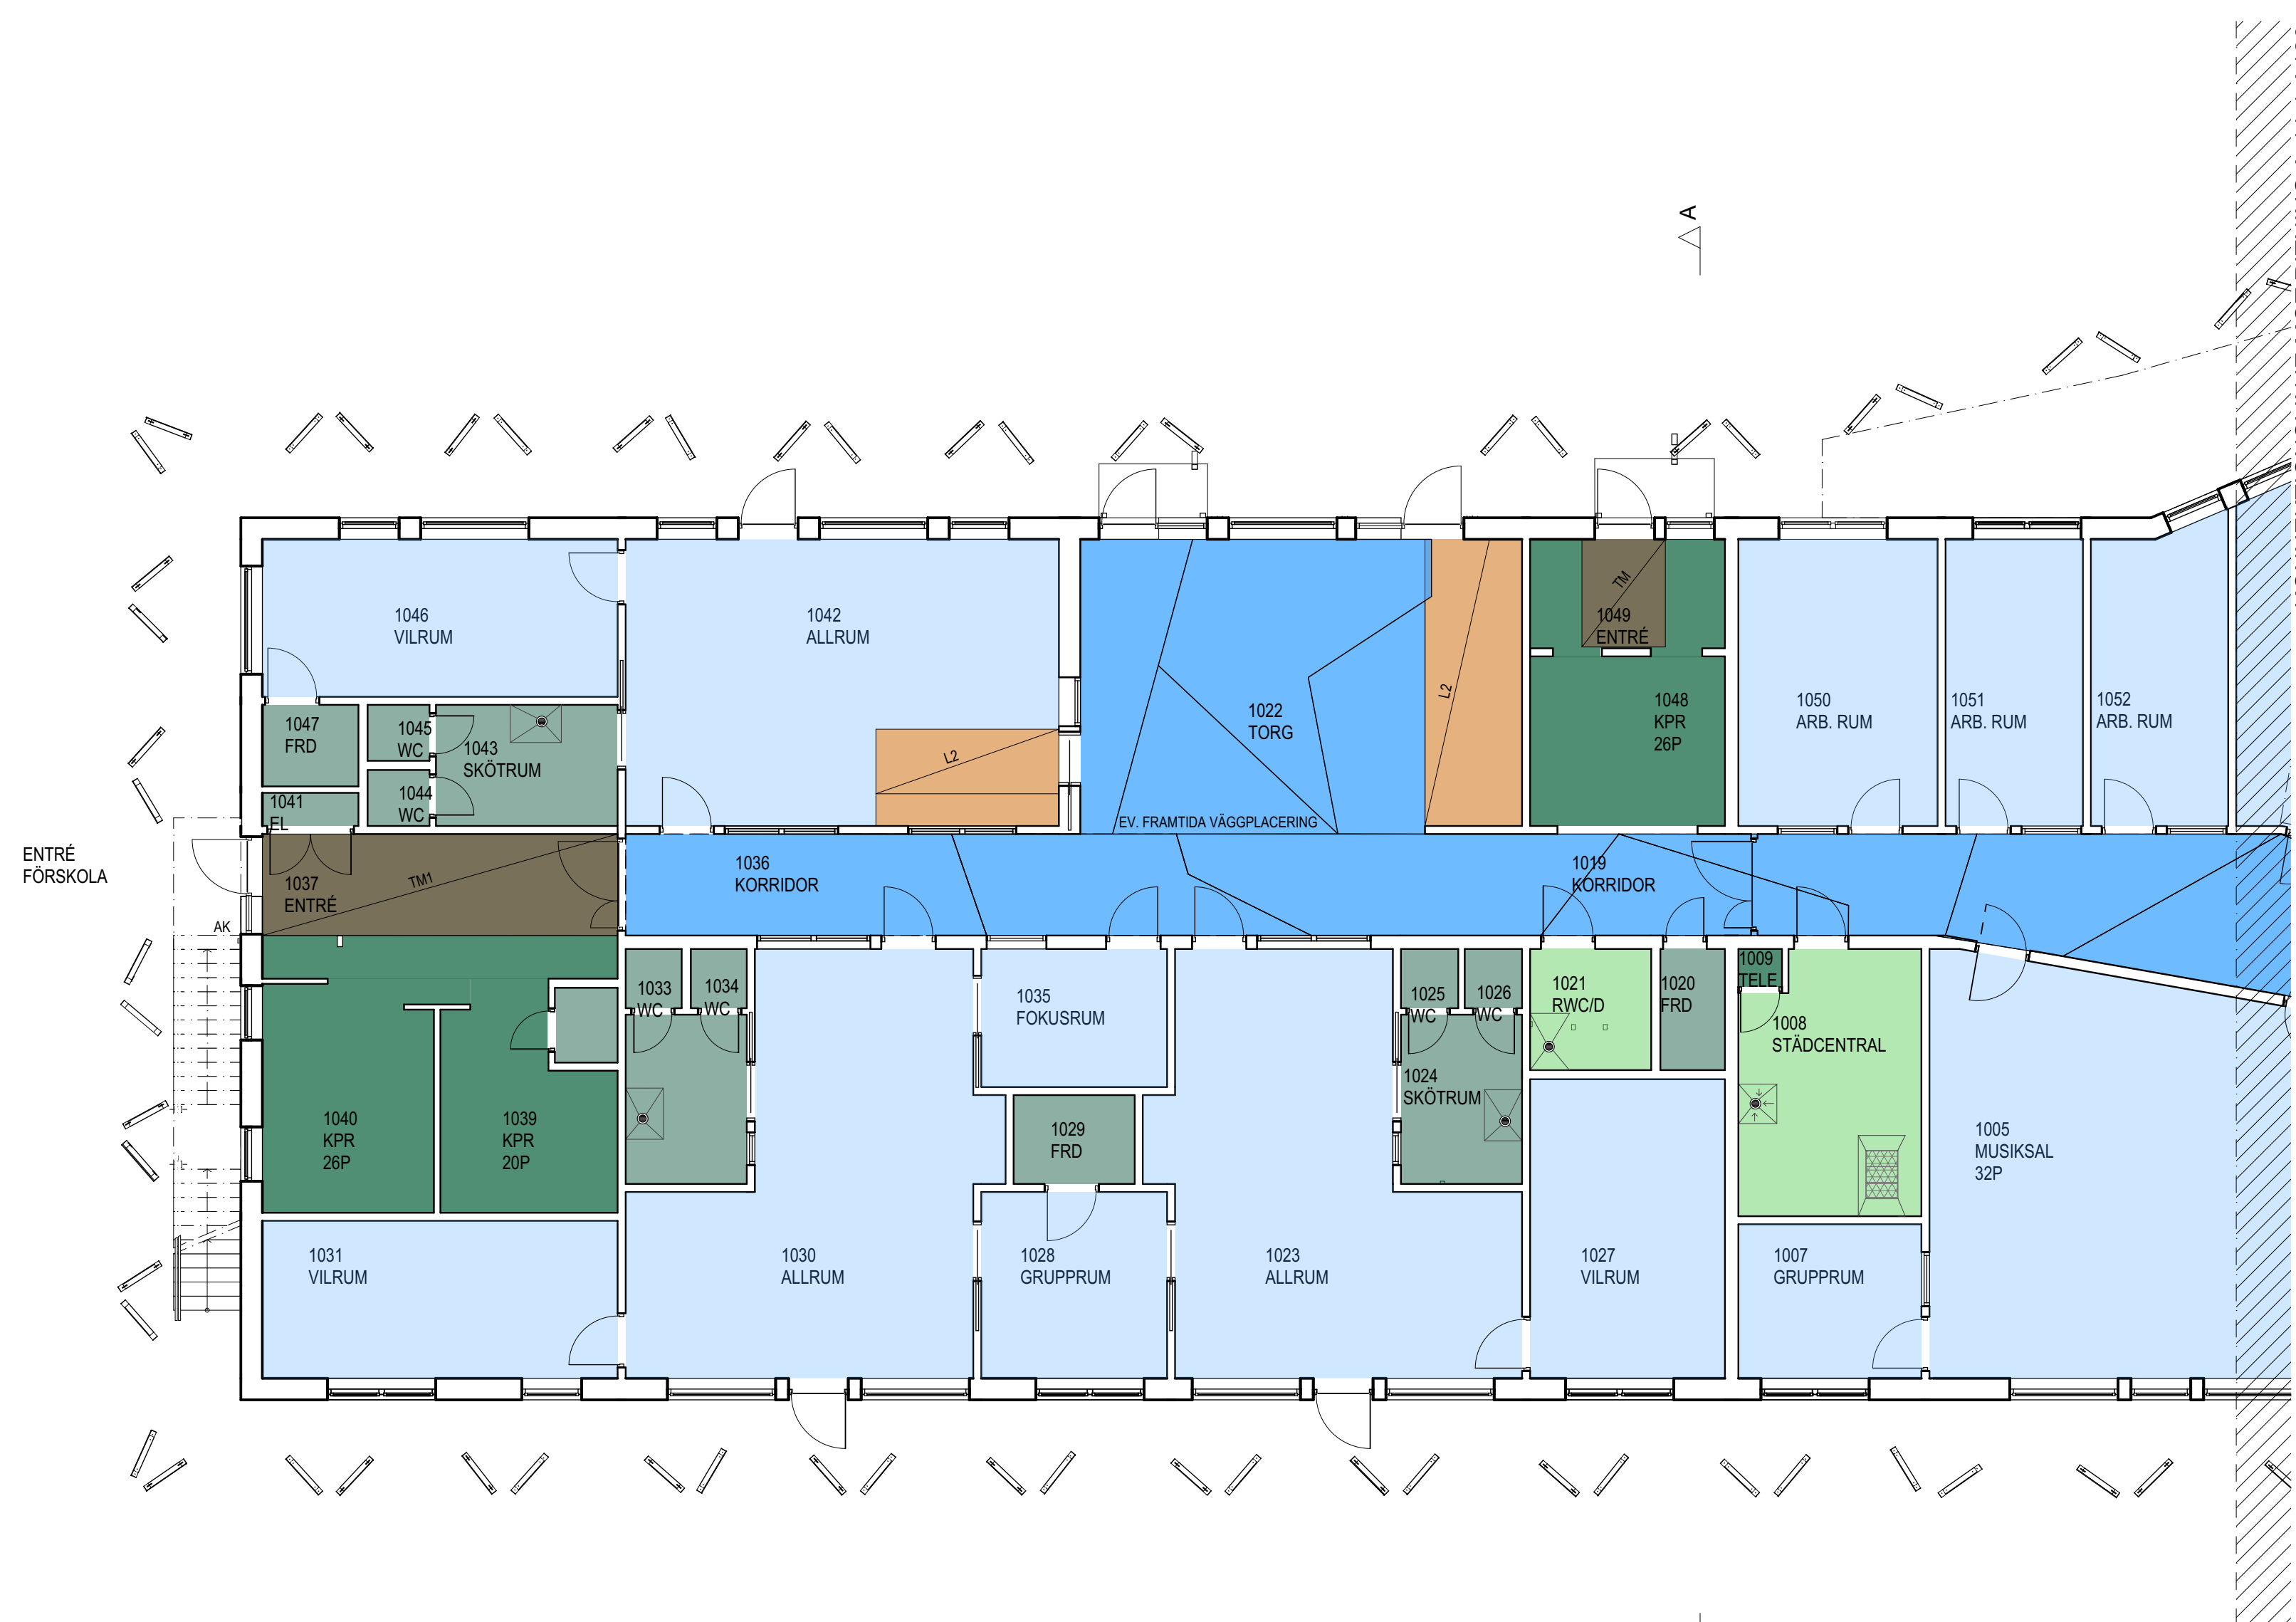 A
1046
VILRUM
1042
ALLRUM
1022
TORG
L2
L2
TM
1049
ENTRÉ
1048
KPR
26P
1050
ARB. RUM
1051
ARB. RUM
1052
ARB. RUM
1047
FRD
1045
WC
1043
SKÖTRUM
1044
WC
1041
EL
EV. FRAMTIDA VÄGGPLACERING
ENTRÉ
FÖRSKOLA
AK
1037
ENTRÉ
TM1
1036
KORRIDOR
1019
KORRIDOR
1033
WC
1034
WC
1035
FOKUSRUM
1025
WC
1026
WC
1021
RWC/D
1020
FRD
1009
TELE
1008
STÄDCENTRAL
1024
SKÖTRUM
1040
KPR
26P
1039
KPR
20P
1029
FRD
1005
MUSIKSAL
32P
1031
VILRUM
1030
ALLRUM
1028
GRUPPRUM
1023
ALLRUM
1027
VILRUM
1007
GRUPPRUM